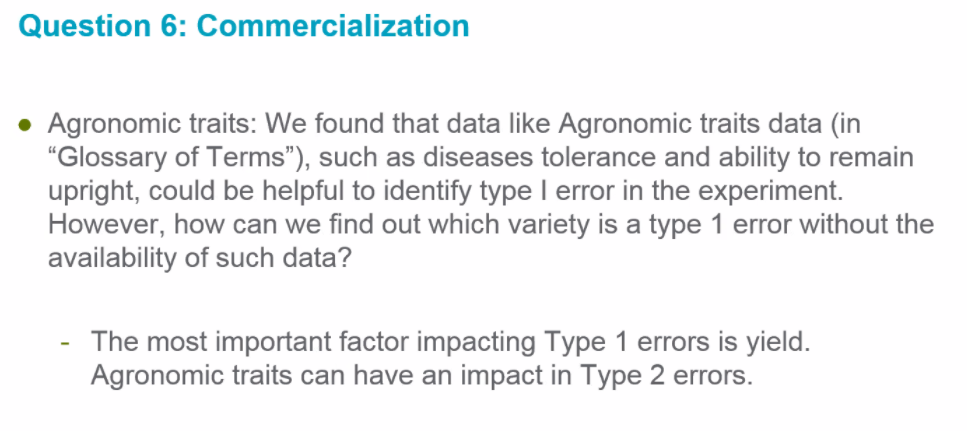 Question 6: Commercialization
● Agronomic traits: We found that data like Agronomic traits data (in
“Glossary of Terms”), such as diseases tolerance and ability to remain
upright, could be helpful to identify type I error in the experiment.
However, how can we find out which variety is a type 1 error without the
availability of such data?
- The most important factor impacting Type 1 errors is yield.
Agronomic traits can have an impact in Type 2 errors.